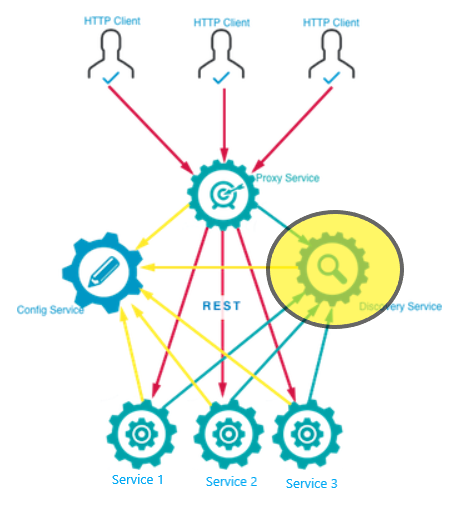 HTTP Client
HTTP Client
HTTP Client
Proxy Service
Config Service
REST
Discovery Service
Service 1
Service 2
Service 3